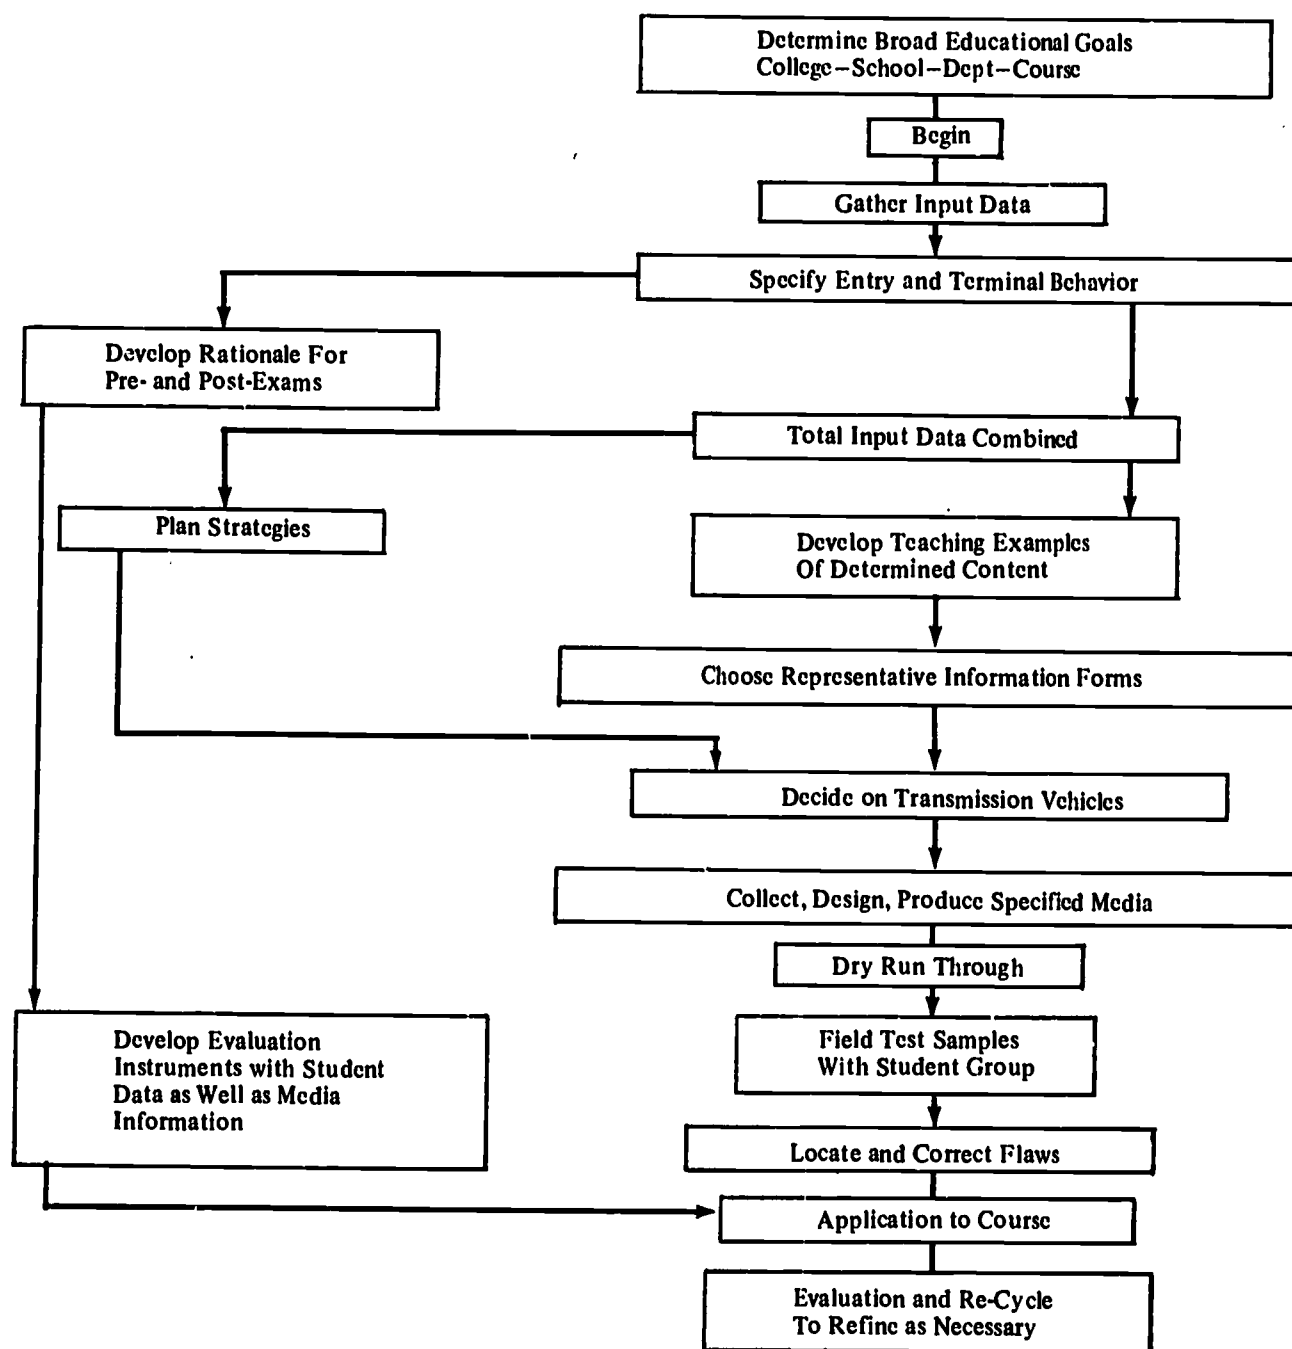 Determine Broad Educational Goals
College–School–Dept–Course
Begin
Gather Input Data
Specify Entry and Terminal Behavior
Develop Rationale For
Pre- and Post-Exams
Total Input Data Combined
Plan Strategies
Develop Teaching Examples
Of Determined Content
Choose Representative Information Forms
Decide on Transmission Vehicles
Collect, Design, Produce Specified Media
Dry Run Through
Develop Evaluation
Instruments with Student
Data as Well as Media
Information
Field Test Samples
With Student Group
Locate and Correct Flaws
Application to Course
Evaluation and Re-Cycle
To Refine as Necessary